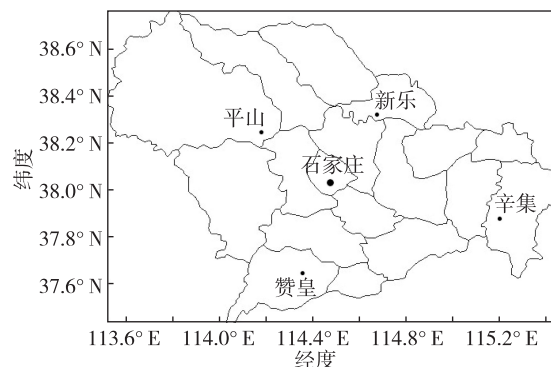 38.6° N
38.4° N
38.2° N
38.0° N
37.8° N
37.6° N
纬度
新乐
平山
石家庄
辛集
赞皇
113.6° E 114.0° E 114.4° E 114.8° E 115.2° E
经度